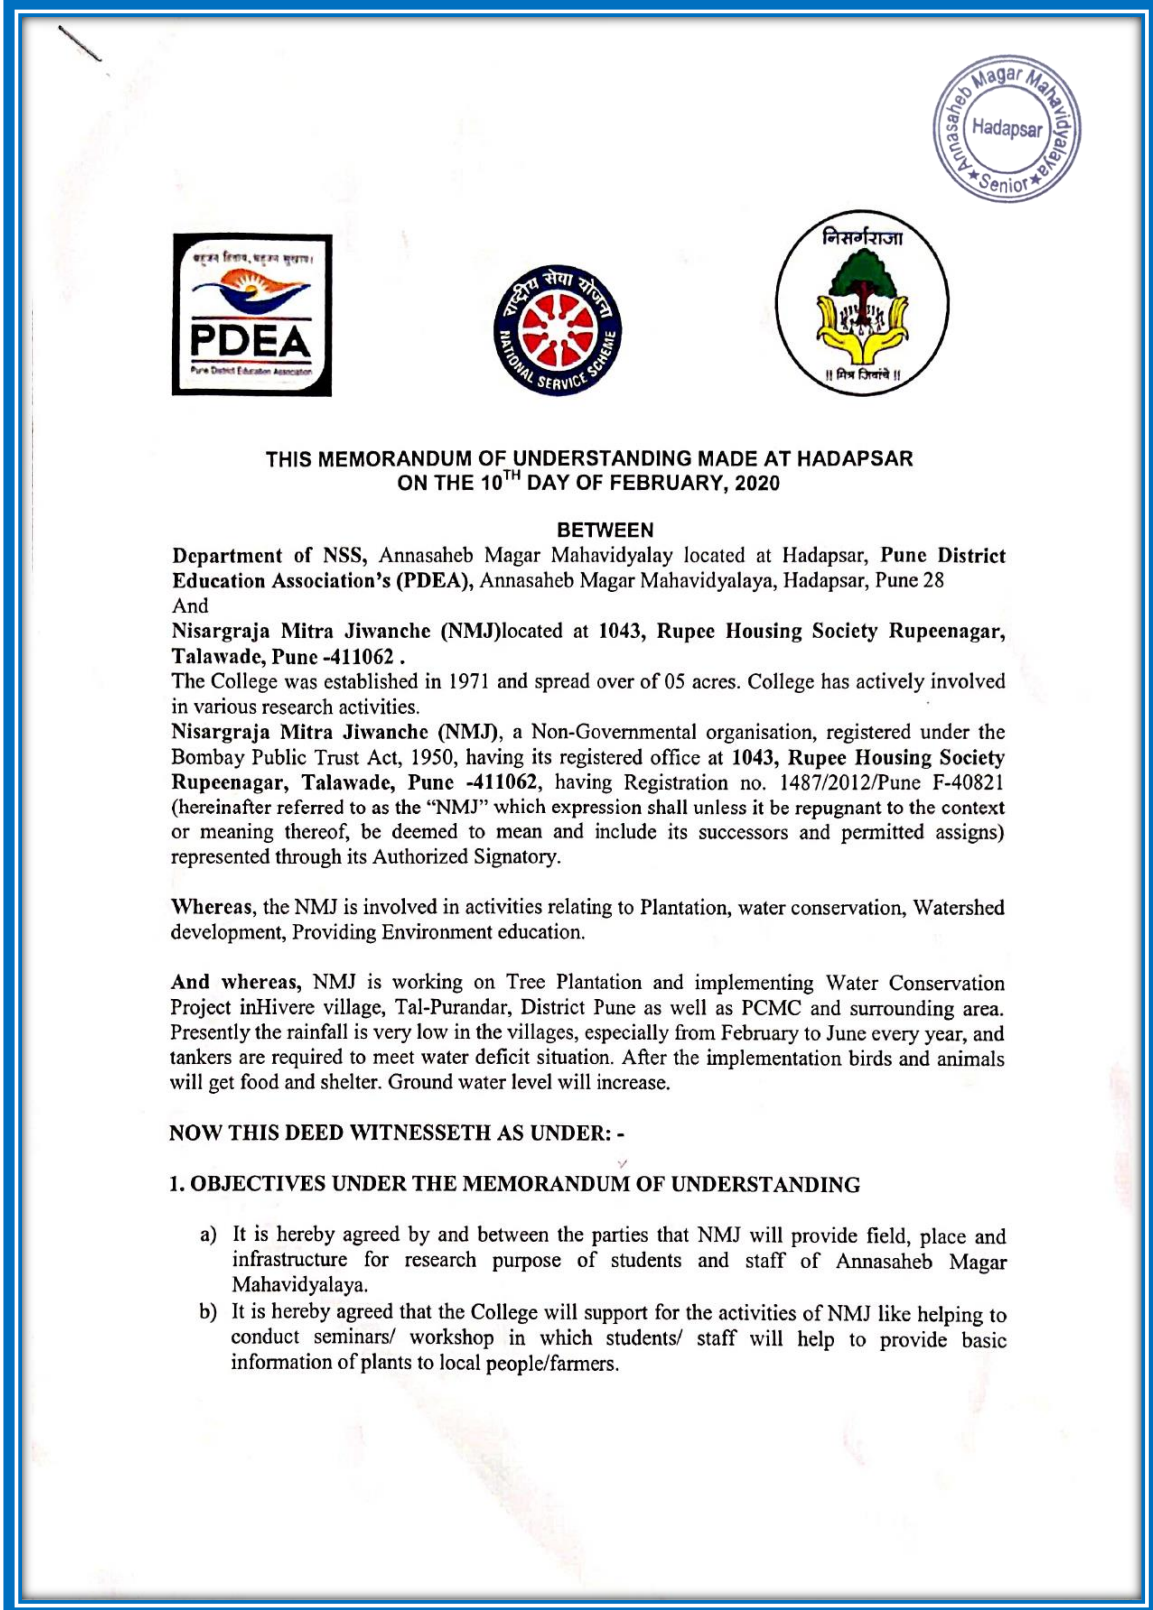 Annasaheb Magar Mahavidyalaya
Hadapsar
★Senior★
बहुजन हिताय, बहुजन सुखाय।
PDEA
Pune District Education Association
राष्ट्रीय सेवा योजना
NATIONAL SERVICE SCHEME
निसर्गराजा
|| मित्र जिवांचे ||
THIS MEMORANDUM OF UNDERSTANDING MADE AT HADAPSAR
ON THE 10TH DAY OF FEBRUARY, 2020
BETWEEN
Department of NSS, Annasaheb Magar Mahavidyalay located at Hadapsar, Pune District
Education Association's (PDEA), Annasaheb Magar Mahavidyalaya, Hadapsar, Pune 28
And
Nisargraja Mitra Jiwanche (NMJ)located at 1043, Rupee Housing Society Rupeenagar,
Talawade, Pune -411062 .
The College was established in 1971 and spread over of 05 acres. College has actively involved
in various research activities.
Nisargraja Mitra Jiwanche (NMJ), a Non-Governmental organisation, registered under the
Bombay Public Trust Act, 1950, having its registered office at 1043, Rupee Housing Society
Rupeenagar, Talawade, Pune -411062, having Registration no. 1487/2012/Pune F-40821
(hereinafter referred to as the “NMJ” which expression shall unless it be repugnant to the context
or meaning thereof, be deemed to mean and include its successors and permitted assigns)
represented through its Authorized Signatory.
Whereas, the NMJ is involved in activities relating to Plantation, water conservation, Watershed
development, Providing Environment education.
And whereas, NMJ is working on Tree Plantation and implementing Water Conservation
Project inHivere village, Tal-Purandar, District Pune as well as PCMC and surrounding area.
Presently the rainfall is very low in the villages, especially from February to June every year, and
tankers are required to meet water deficit situation. After the implementation birds and animals
will get food and shelter. Ground water level will increase.
NOW THIS DEED WITNESSETH AS UNDER: -
1. OBJECTIVES UNDER THE MEMORANDUM OF UNDERSTANDING
a) It is hereby agreed by and between the parties that NMJ will provide field, place and
infrastructure for research purpose of students and staff of Annasaheb Magar
Mahavidyalaya.
b) It is hereby agreed that the College will support for the activities of NMJ like helping to
conduct seminars/ workshop in which students/ staff will help to provide basic
information of plants to local people/farmers.